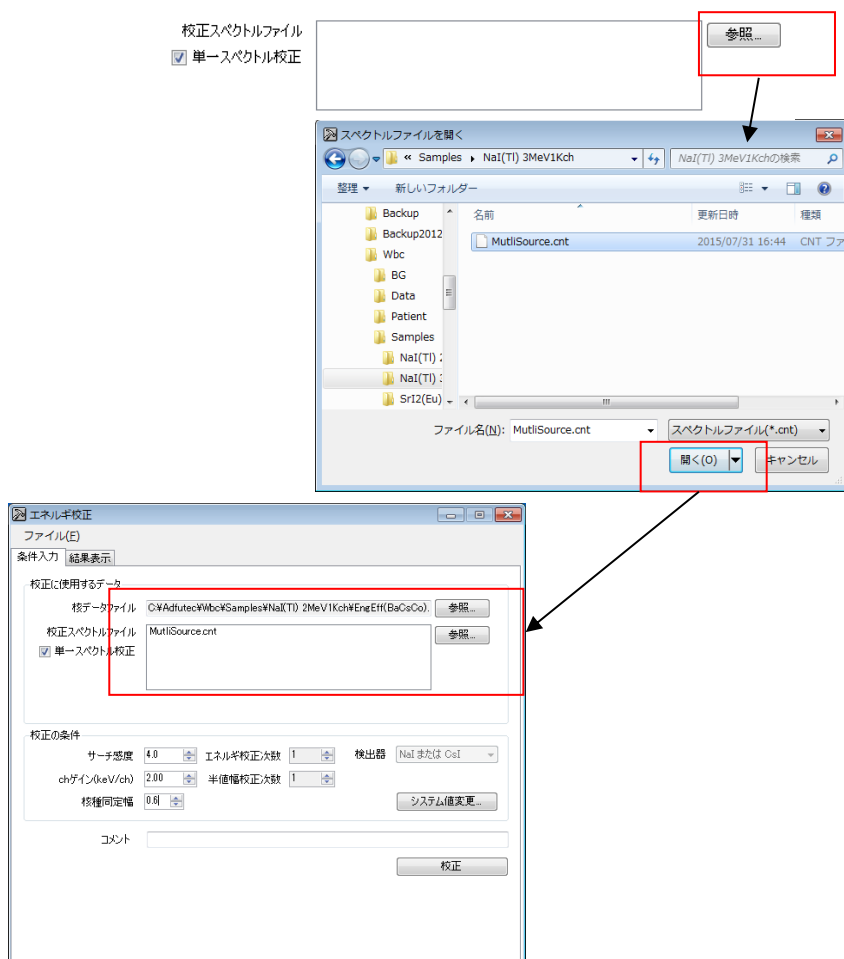 校正スペクトルファイル
参照...
単一スペクトル校正
スペクトルファイルを開く
« Samples ▸ NaI(Tl) 3MeV1Kch
NaI(Tl) 3MeV1Kchの検索
整理 新しいフォルダー
名前 更新日時 種類
Backup
Backup2012
Wbc
BG
Data
Patient
Samples
NaI(Tl)
NaI(Tl)
SrI2(Eu)
MutliSource.cnt 2015/07/31 16:44 CNT ファ
ファイル名(N): MutliSource.cnt スペクトルファイル(*.cnt)
開く(O) キャンセル
エネルギ校正
ファイル(F)
条件入力 結果表示
校正に使用するデータ
核データファイル C:¥Adfutec¥Wbc¥Samples¥NaI(Tl) 2MeV1Kch¥EngEff(BaCsCo). 参照...
校正スペクトルファイル MutliSource.cnt 参照...
単一スペクトル校正
校正の条件
サーチ感度 4.0 エネルギ校正次数 1 検出器 NaI または CsI
chゲイン(keV/ch) 2.00 半値幅校正次数 1
核種同定幅 0.6 システム値変更...
コメント
校正